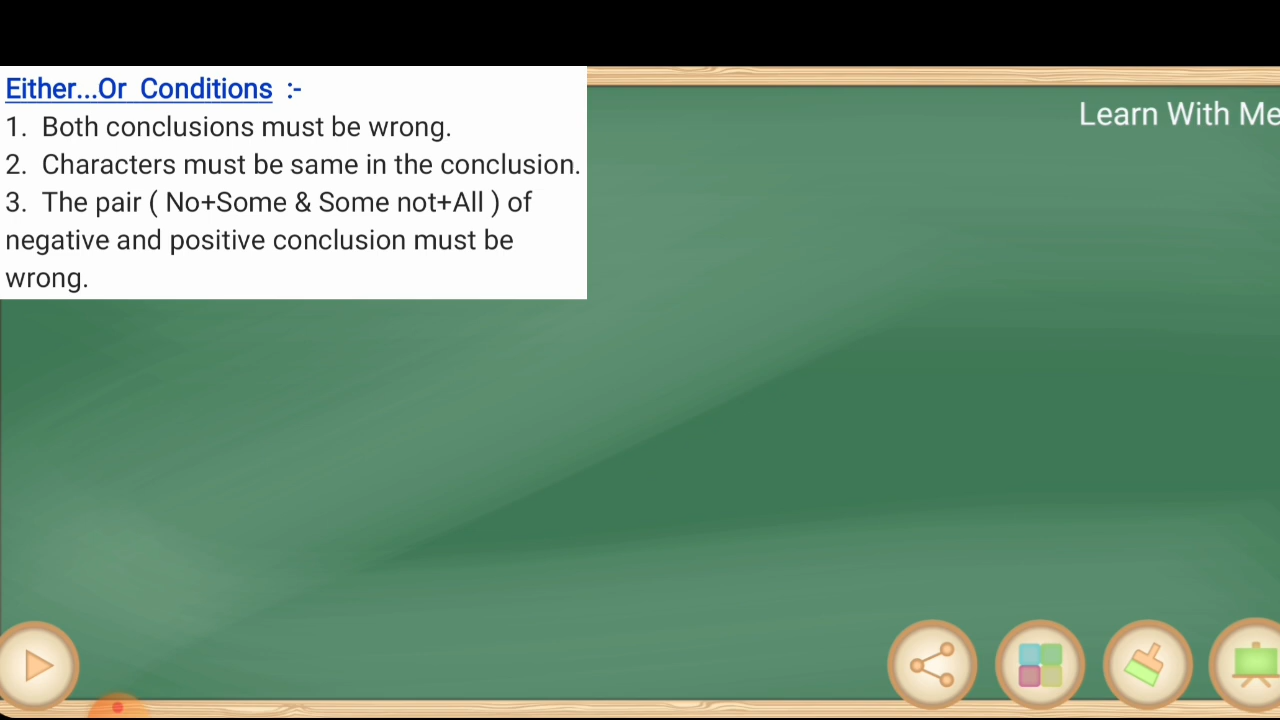 Either...Or Conditions :-
1. Both conclusions must be wrong.
2. Characters must be same in the conclusion.
3. The pair ( No+Some & Some not+All ) of
negative and positive conclusion must be
wrong.
Learn With Me